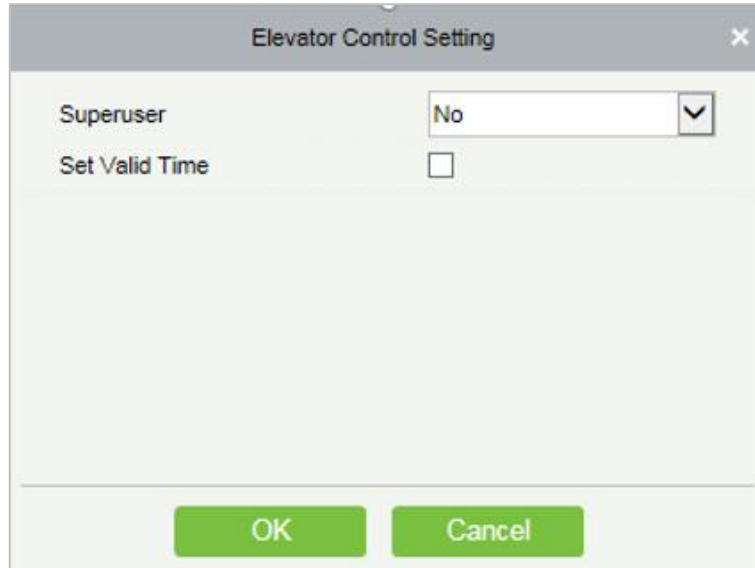 Elevator Control Setting
Superuser No
Set Valid Time
OK Cancel